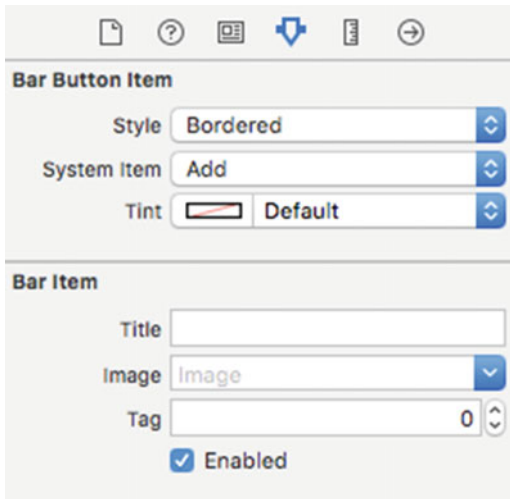 Bar Button Item
Style Bordered
System Item Add
Tint Default
Bar Item
Title
Image Image
Tag 0
Enabled